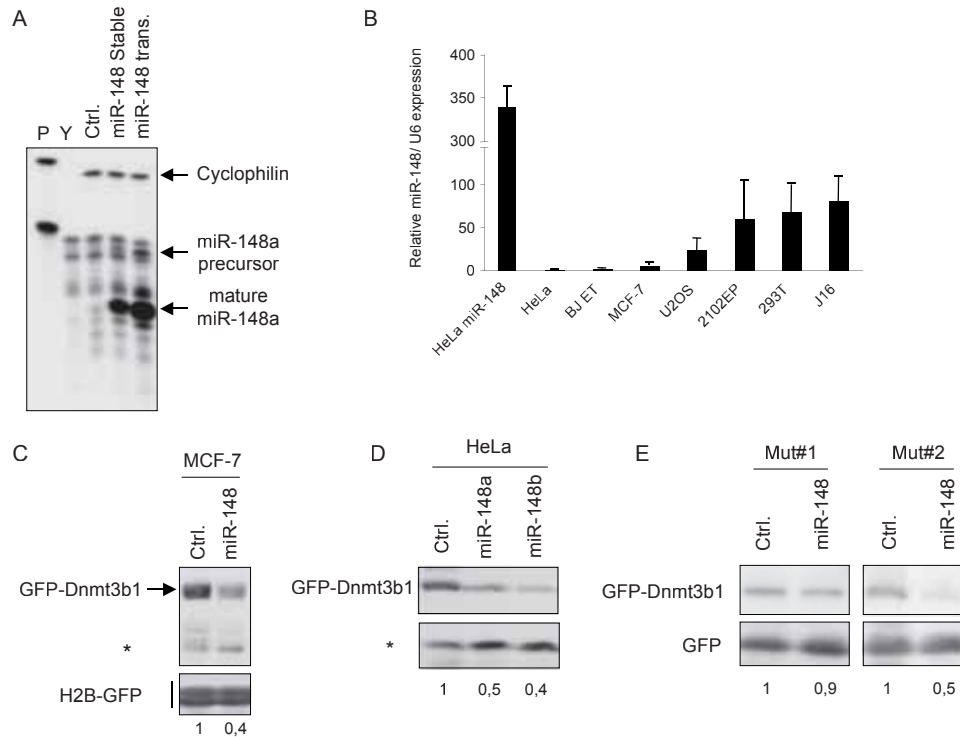 A
P
Y
Ctrl.
miR-148 Stable
miR-148 trans.
Cyclophilin
miR-148a
precursor
mature
miR-148a
B
Relative miR-148/ U6 expression
400
350
300
100
50
0
HeLa miR-148
HeLa
BJ ET
MCF-7
U2OS
2102EP
293T
J16
C
MCF-7
Ctrl.
miR-148
GFP-Dnmt3b1
*
H2B-GFP
1 0,4
D
HeLa
Ctrl.
miR-148a
miR-148b
GFP-Dnmt3b1
*
1 0,5 0,4
E
Mut#1 Mut#2
Ctrl.
miR-148
Ctrl.
miR-148
GFP-Dnmt3b1
GFP
1 0,9 1 0,5